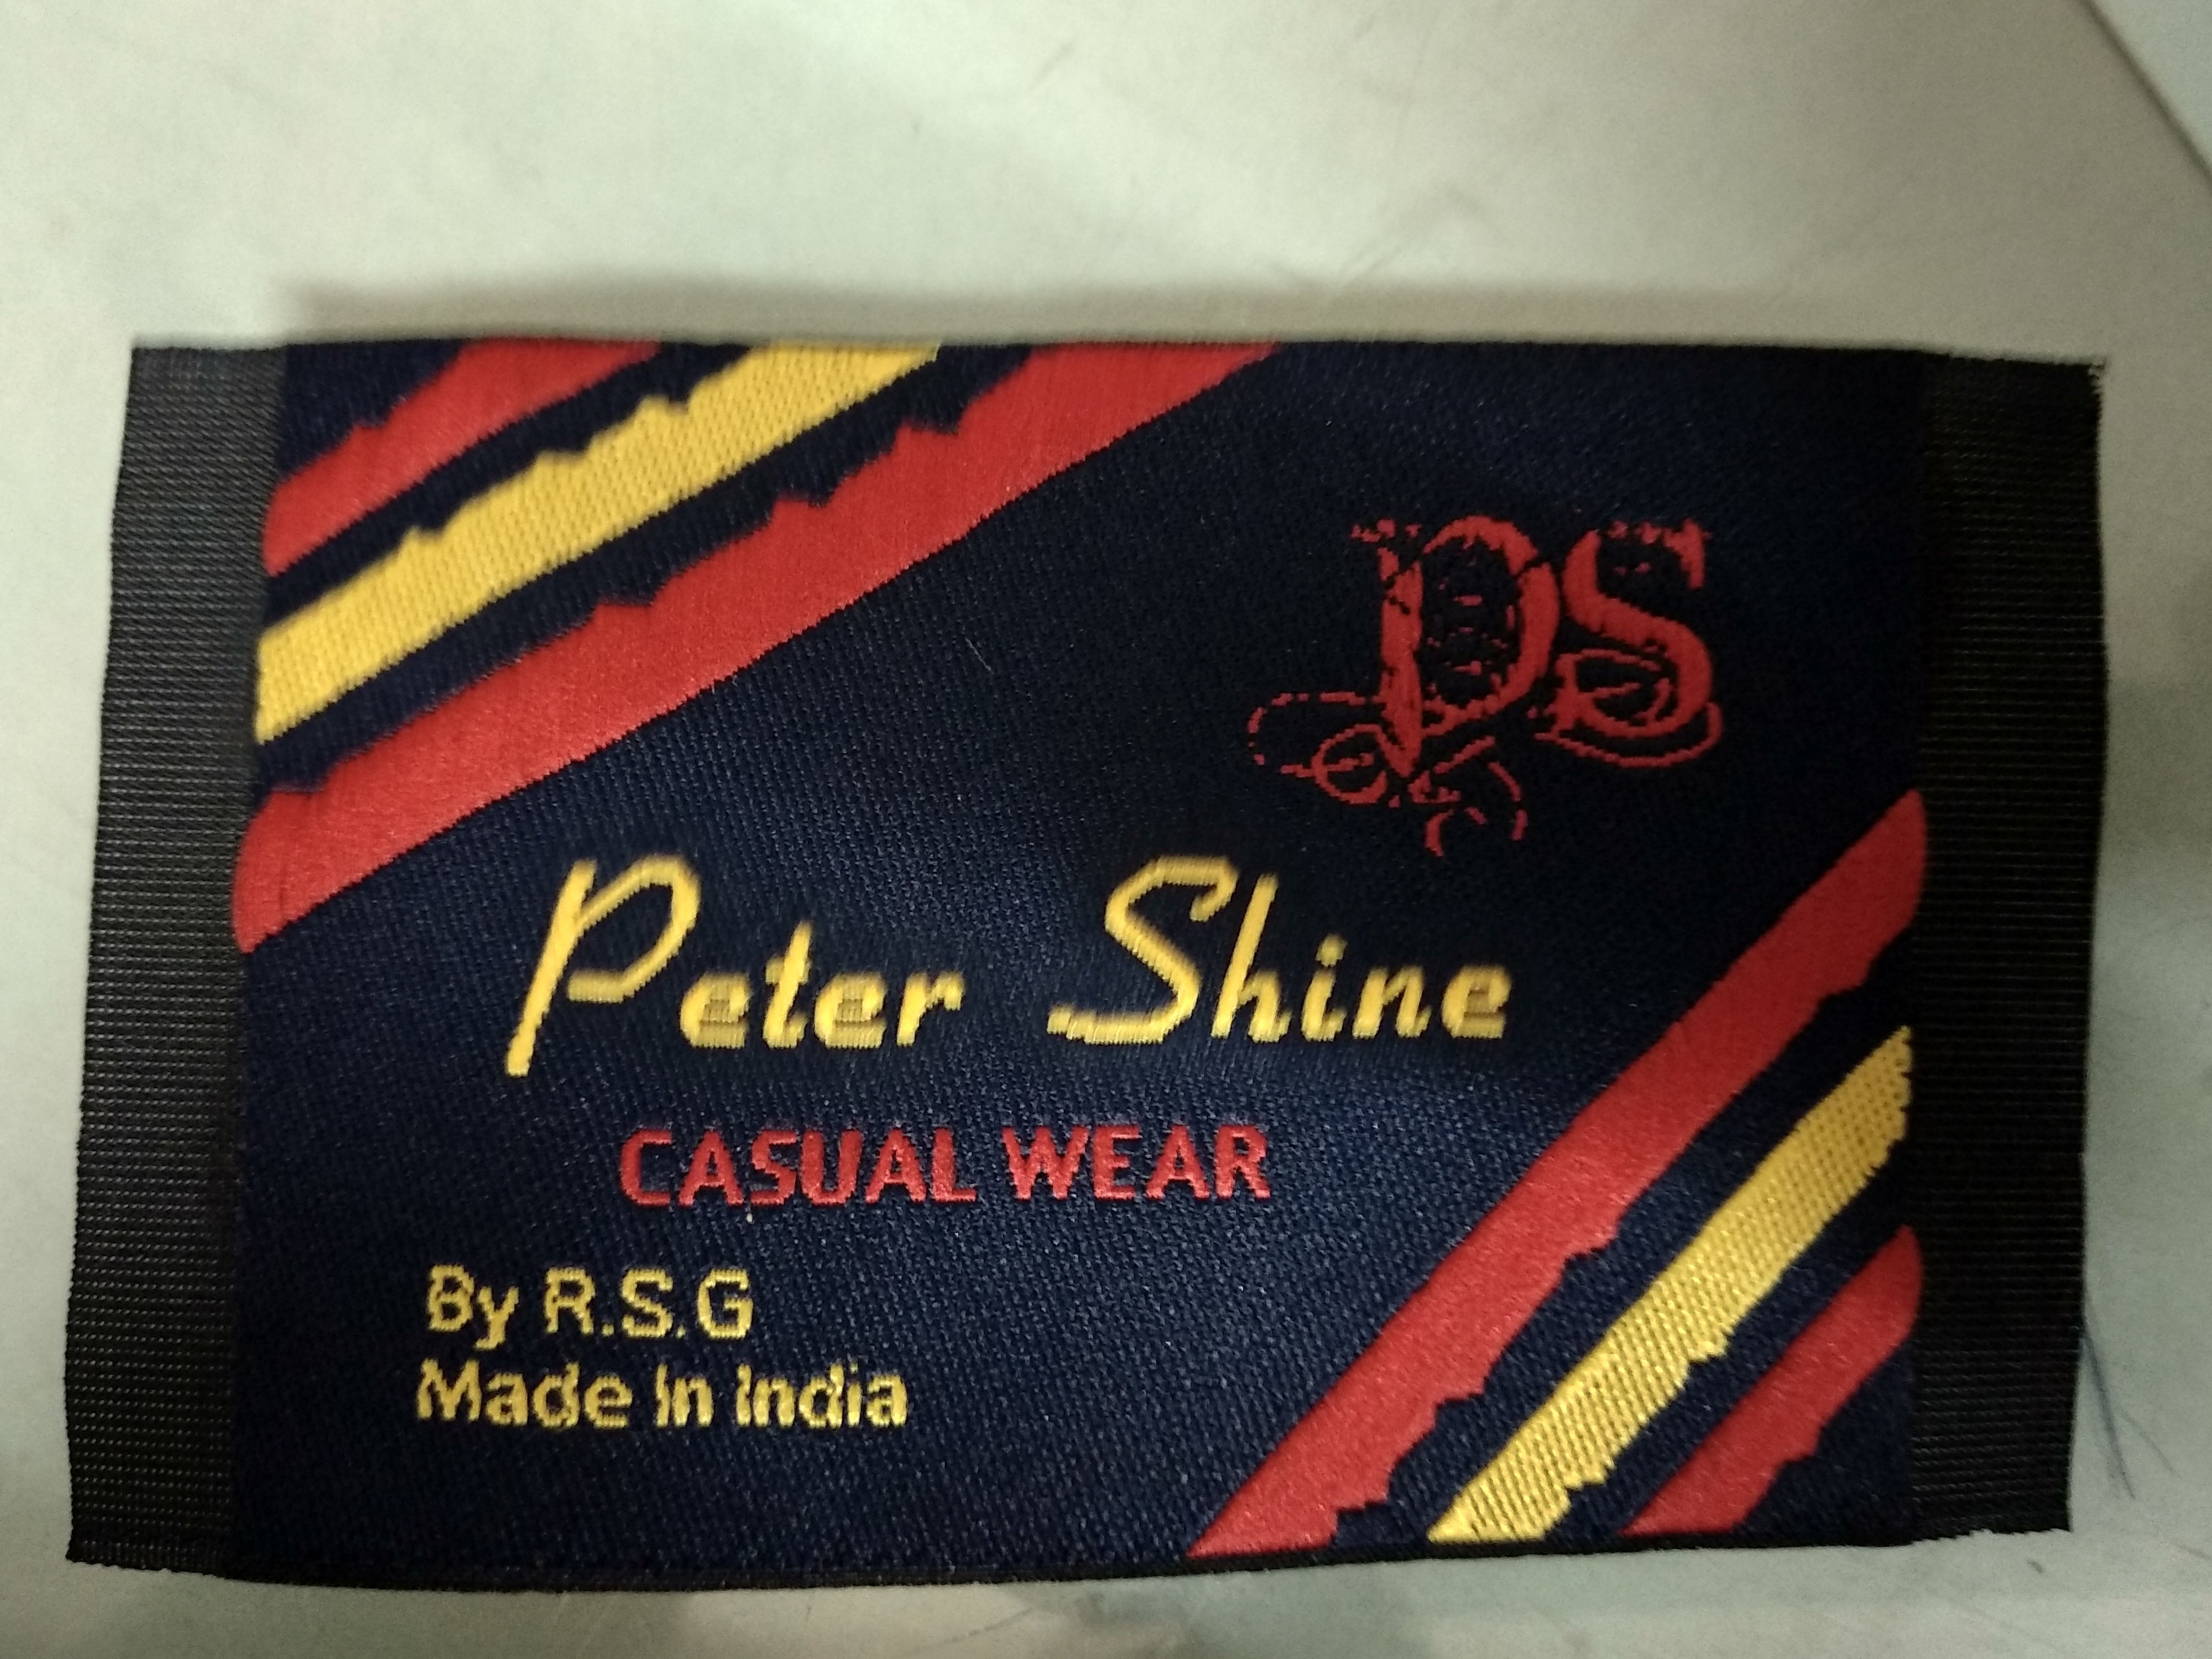 PS
Peter Shine
CASUAL WEAR
By R.S.G
Made In India